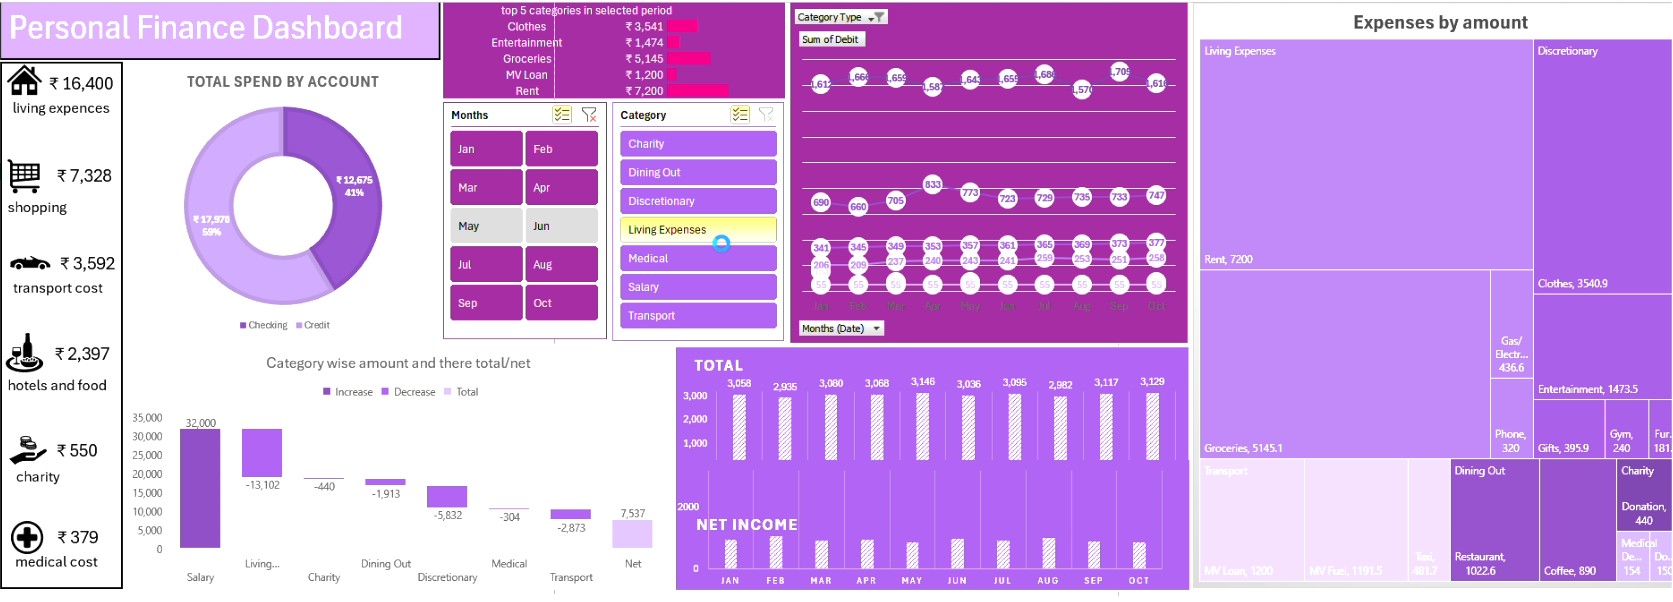 Personal Finance Dashboard
₹ 16,400
living expences
₹ 7,328
shopping
₹ 3,592
transport cost
₹ 2,397
hotels and food
₹ 550
charity
₹ 379
medical cost
TOTAL SPEND BY ACCOUNT
₹ 12,675
41%
₹ 17,970
59%
Checking Credit
top 5 categories in selected period
Clothes ₹ 3,541
Entertainment ₹ 1,474
Groceries ₹ 5,145
MV Loan ₹ 1,200
Rent ₹ 7,200
Months
Jan Feb
Mar Apr
May Jun
Jul Aug
Sep Oct
Category
Charity
Dining Out
Discretionary
Living Expenses
Medical
Salary
Transport
Category Type
Sum of Debit
1,612 1,666 1,659 1,587 1,643 1,659 1,686 1,570 1,705 1,616
690 660 705 833 773 723 729 735 733 747
341 345 349 353 357 361 365 369 373 377
206 209 237 240 243 241 259 253 251 258
55 55 55 55 55 55 55 55 55 55
Jan Feb Mar Apr May Jun Jul Aug Sep Oct
Months (Date)
Category wise amount and there total/net
Increase Decrease Total
35,000
30,000
25,000
20,000
15,000
10,000
5,000
0
32,000
-13,102
-440
-1,913
-5,832
-304
-2,873
7,537
Salary
Living...
Charity
Dining Out
Discretionary
Medical
Transport
Net
TOTAL
3,058 2,935 3,080 3,068 3,146 3,036 3,095 2,982 3,117 3,129
3,000
2,000
1,000
2000
NET INCOME
0
JAN FEB MAR APR MAY JUN JUL AUG SEP OCT
Expenses by amount
Living Expenses
Rent, 7200
Groceries, 5145.1
Gas/
Electr...
436.6
Phone,
320
Discretionary
Clothes, 3540.9
Entertainment, 1473.5
Gifts, 395.9
Gym,
240
Fur.
181.
Transport
MV Loan, 1200
MV Fuel, 1191.5
Taxi,
481.7
Dining Out
Restaurant,
1022.6
Coffee, 890
Charity
Donation,
440
Medical
De...
154
Do...
150